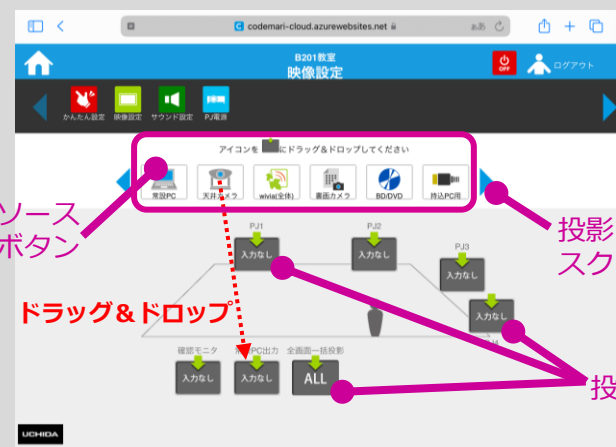 codemari-cloud.azurewebsites.net
ああ
B201教室
映像設定
OFF
ログアウト
かんたん設定
映像設定
サウンド設定
PJ電源
アイコンを にドラッグ&ドロップしてください
常設PC
天井カメラ
wivia(全体)
書画カメラ
BD/DVD
持込PC用
ソース
ボタン
投影
スク
PJ1
PJ2
PJ3
入力なし
入力なし
入力なし
入力なし
ドラッグ&ドロップ
確認モニタ
PC出力
全画面一括投影
入力なし
入力なし
ALL
投
UCHIDA